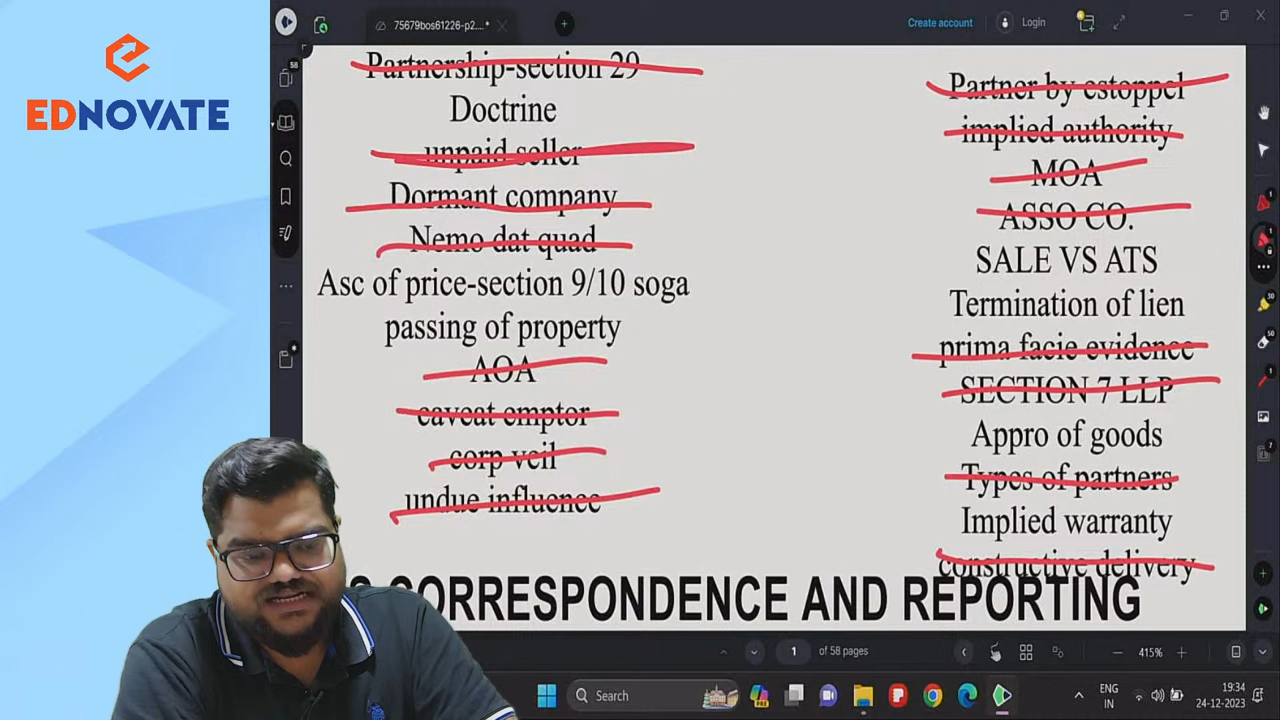 EDNOVATE
75679bos61226-p2....*
Create account
Login
58
Partnership-section 29
Doctrine
unpaid seller
Dormant company
Nemo dat quad
Asc of price-section 9/10 soga
passing of property
AOA
caveat emptor
corp veil
undue influence
Partner by estoppel
implied authority
MOA
ASSO CO.
SALE VS ATS
Termination of lien
prima facie evidence
SECTION 7 LLP
Appro of goods
Types of partners
Implied warranty
constructive delivery
ORRESPONDENCE AND REPORTING
1 of 58 pages
415%
Search
PRE
ENG
IN
19:34
24-12-2023